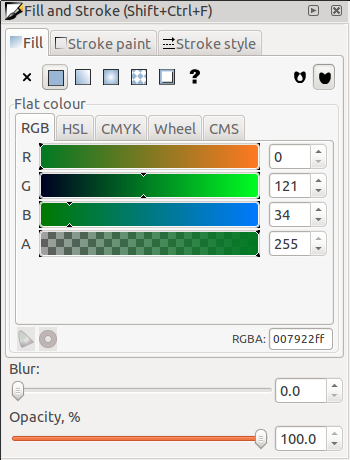 Fill and Stroke (Shift+Ctrl+F)
Fill Stroke paint Stroke style
?
Flat colour
RGB HSL CMYK Wheel CMS
R 0
G 121
B 34
A 255
RGBA: 007922ff
Blur:
0.0
Opacity, %
100.0